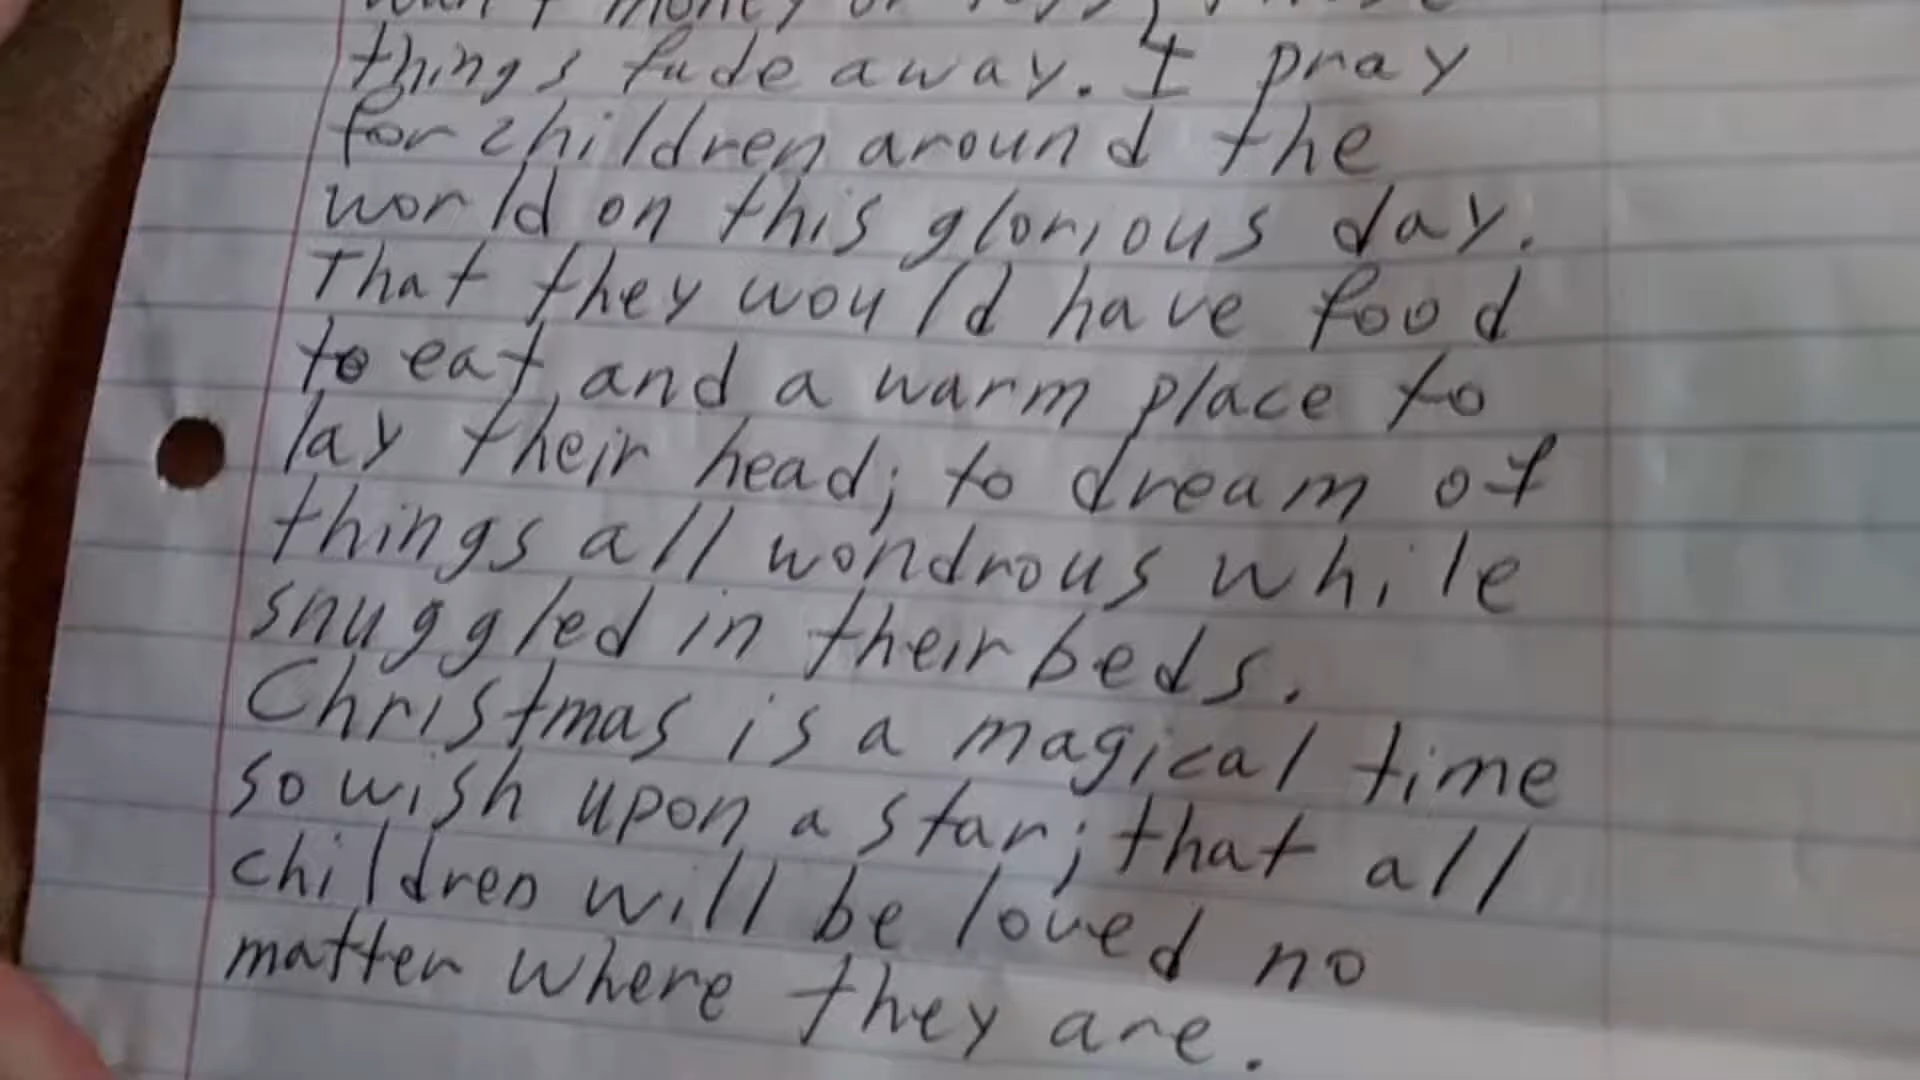 money or
things fade away. I pray
for children around the
world on this glorious day.
That they would have food
to eat, and a warm place to
lay their head; to dream of
things all wondrous while
snuggled in their beds.
Christmas is a magical time
so wish upon a star; that all
children will be loved no
matter where they are.